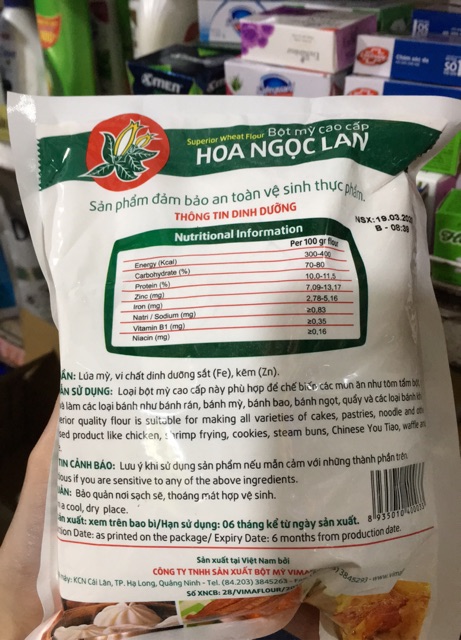 X-MEN
Superior Wheat Flour Bột mỳ cao cấp
HOA NGỌC LAN
Sản phẩm đảm bảo an toàn vệ sinh thực phẩm.
THÔNG TIN DINH DƯỠNG
NSX: 19.03.
B - 08:39
Nutritional Information
Per 100 gr flour
Energy (Kcal) 300-400
Carbohydrate (%) 70-80
Protein (%) 10,0-11,5
Zinc (mg) 7,09-13,17
Iron (mg) 2,78-5,16
Natri / Sodium (mg) ≥0,83
Vitamin B1 (mg) ≥0,35
Niacin (mg) ≥0,16
ẦN: Lúa mỳ, vi chất dinh dưỡng sắt (Fe), kẽm (Zn).
ẪN SỬ DỤNG: Loại bột mỳ cao cấp này phù hợp để chế biếp các món ăn như tôm tẩm bột,
và làm các loại bánh như bánh rán, bánh mỳ, bánh bao, bánh ngọt, quẩy và các loại bánh
erior quality flour is suitable for making all varieties of cakes, pastries, noodle and
sed product like chicken, shrimp frying, cookies, steam buns, Chinese You Tiao, waffle and
TIN CẢNH BÁO: Lưu ý khi sử dụng sản phẩm nếu mẫn cảm với những thành phần trên.
ious if you are sensitive to any of the above ingredients.
UẢN: Bảo quản nơi sạch sẽ, thoáng mát hợp vệ sinh.
a cool, dry place.
n xuất: xem trên bao bì/Hạn sử dụng: 06 tháng kể từ ngày sản xuất.
tion Date: as printed on the package/ Expiry Date: 6 months from production date.
Sản xuất tại Việt Nam bởi
CÔNG TY TNHH SẢN XUẤT BỘT MỲ VIMAF
máy: KCN Cái Lân, TP. Hạ Long, Quảng Ninh - Tel: (84.203) 3845263
Số XNCB: 28/VIMAFLOUR/